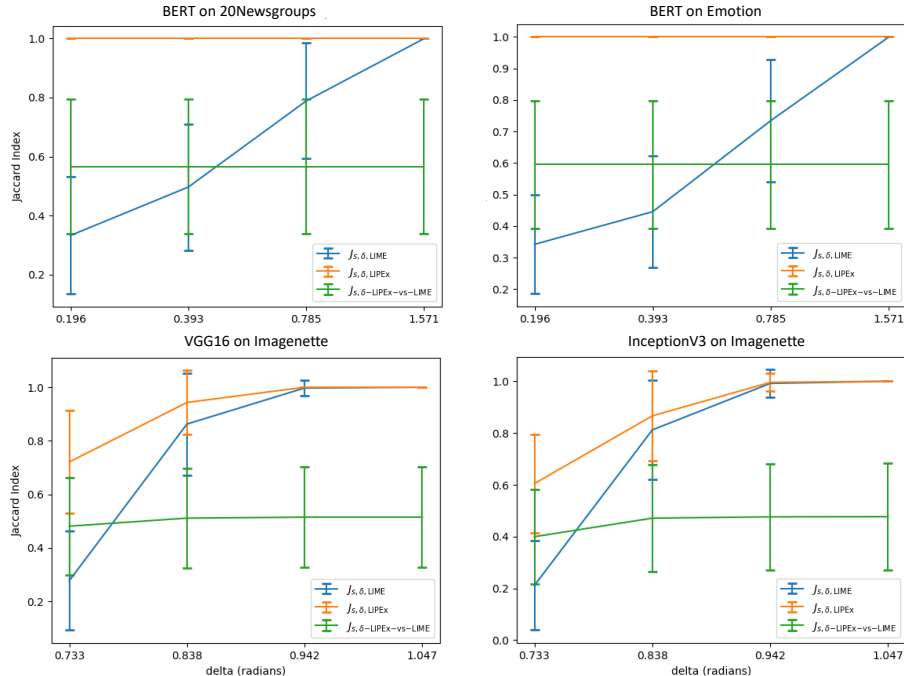 BERT on 20Newsgroups
1.0
0.8
0.6
0.4
0.2
Jaccard Index
J_{s, δ, LIME}
J_{s, δ, LIPEx}
J_{s, δ−LIPEx−vs−LIME}
0.196
0.393
0.785
1.571
BERT on Emotion
1.0
0.9
0.8
0.7
0.6
0.5
0.4
0.3
0.2
J_{s, δ, LIME}
J_{s, δ, LIPEx}
J_{s, δ−LIPEx−vs−LIME}
0.196
0.393
0.785
1.571
VGG16 on Imagenette
1.0
0.8
0.6
0.4
0.2
Jaccard Index
J_{s, δ, LIME}
J_{s, δ, LIPEx}
J_{s, δ−LIPEx−vs−LIME}
0.733
0.838
0.942
1.047
delta (radians)
InceptionV3 on Imagenette
1.0
0.8
0.6
0.4
0.2
0.0
J_{s, δ, LIME}
J_{s, δ, LIPEx}
J_{s, δ−LIPEx−vs−LIME}
0.733
0.838
0.942
1.047
delta (radians)